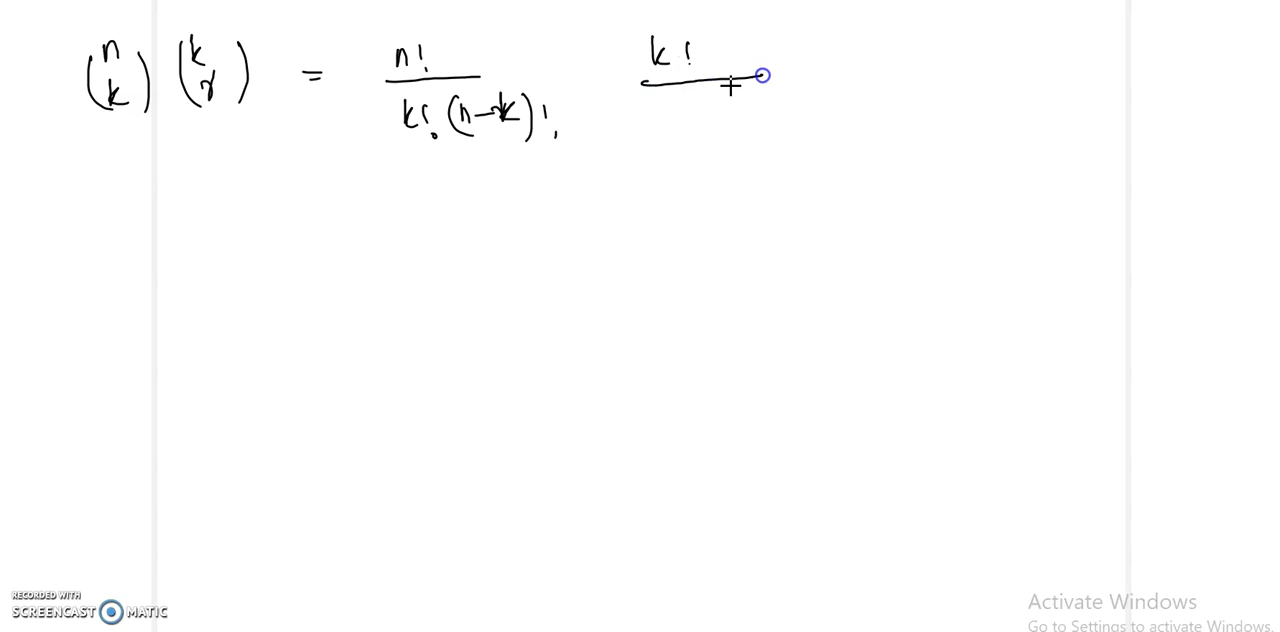 (n k) (k r) = n! / k! (n-k)! k!
RECORDED WITH
SCREENCAST MATIC
Activate Windows
Go to Settings to activate Windows.